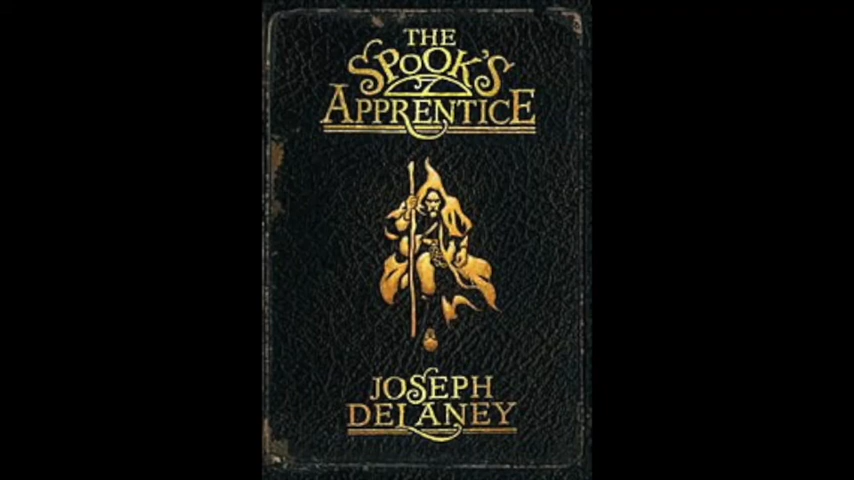 THE
SPOOK'S
APPRENTICE
JOSEPH
DELANEY